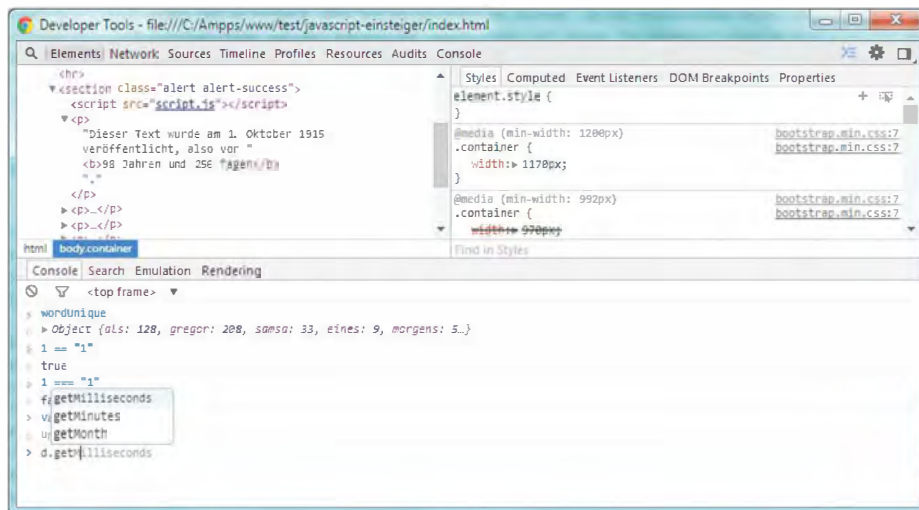 Developer Tools - file:///C:/Ampps/www/test/javascript-einsteiger/index.html
Elements Network Sources Timeline Profiles Resources Audits Console
<hr>
▼<section class="alert alert-success">
<script src="script.js"></script>
▼<p>
"Dieser Text wurde am 1. Oktober 1915
veröffentlicht, also vor "
<b>98 Jahren und 256 Tagen</b>
"."
</p>
▶<p>…</p>
▶<p>…</p>
html body.container
Styles Computed Event Listeners DOM Breakpoints Properties
element.style {
}
@media (min-width: 1200px) bootstrap.min.css:7
.container { bootstrap.min.css:7
width:▶ 1170px;
}
@media (min-width: 992px) bootstrap.min.css:7
.container { bootstrap.min.css:7
width:▶ 970px;
Find in Styles
Console Search Emulation Rendering
<top frame> ▼
> wordUnique
▶ Object {als: 128, gregor: 208, samsa: 33, eines: 9, morgens: 5…}
> 1 == "1"
true
> 1 === "1"
fa
getMilliseconds
> va
getMinutes
un
getMonth
> d.getMilliseconds